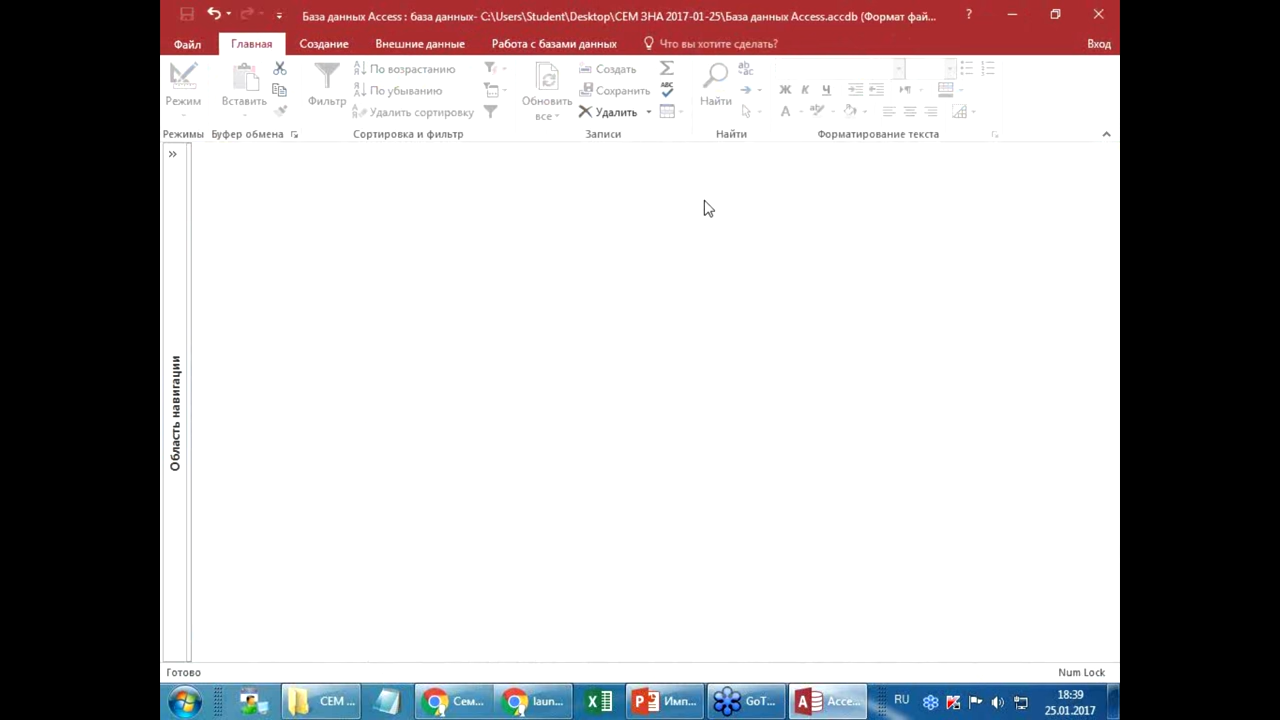 База данных Access : база данных- C:\Users\Student\Desktop\СЕМ ЗНА 2017-01-25\База данных Access.accdb (Формат фай...
?
Файл
Главная
Создание
Внешние данные
Работа с базами данных
Что вы хотите сделать?
Вход
Режим
Вставить
Фильтр
По возрастанию
По убыванию
Удалить сортировку
Обновить
все
Создать
Сохранить
Удалить
Найти
Ж К Ч
Режимы
Буфер обмена
Сортировка и фильтр
Записи
Найти
Форматирование текста
Область навигации
Готово
Num Lock
СЕМ ...
Сем...
laun...
Имп...
GoT...
Acce...
RU
18:39
25.01.2017